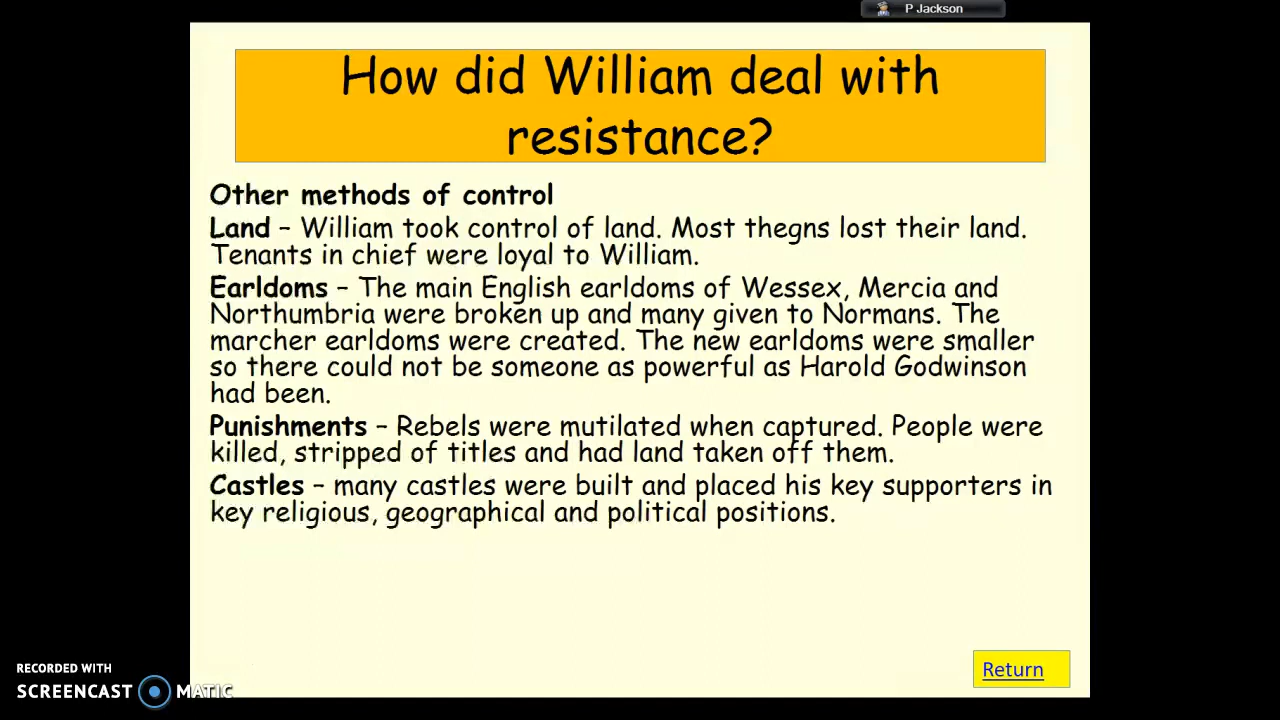 P Jackson
How did William deal with
resistance?
Other methods of control
Land – William took control of land. Most thegns lost their land.
Tenants in chief were loyal to William.
Earldoms – The main English earldoms of Wessex, Mercia and
Northumbria were broken up and many given to Normans. The
marcher earldoms were created. The new earldoms were smaller
so there could not be someone as powerful as Harold Godwinson
had been.
Punishments – Rebels were mutilated when captured. People were
killed, stripped of titles and had land taken off them.
Castles – many castles were built and placed his key supporters in
key religious, geographical and political positions.
Return
RECORDED WITH
SCREENCAST MATIC